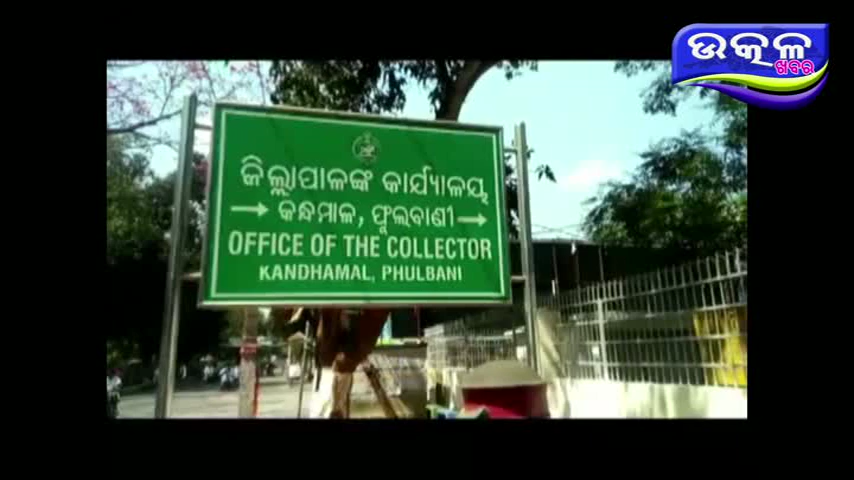 ଉତ୍କଳ
ଖବର
ଜିଲ୍ଲାପାଳଙ୍କ କାର୍ଯ୍ୟାଳୟ
→ କନ୍ଧମାଳ, ଫୁଲବାଣୀ →
OFFICE OF THE COLLECTOR
KANDHAMAL, PHULBANI